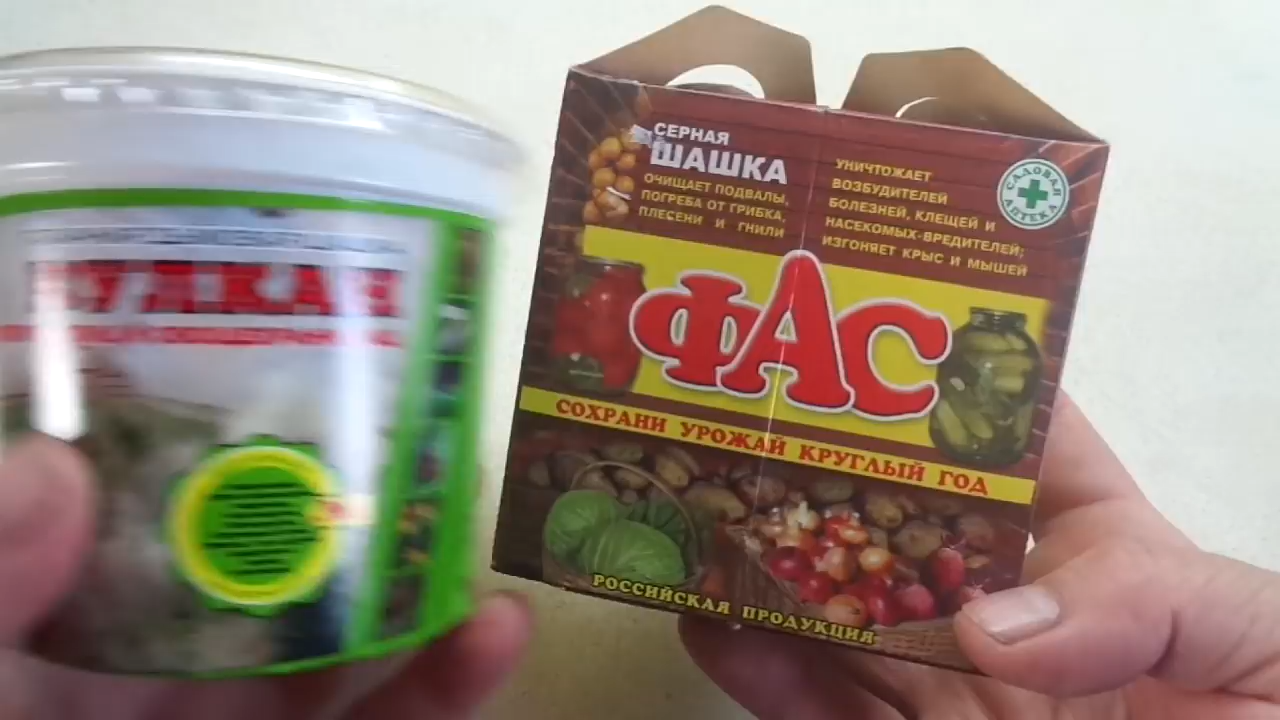 СЕРНАЯ
ШАШКА
ОЧИЩАЕТ ПОДВАЛЫ,
ПОГРЕБА ОТ ГРИБКА,
ПЛЕСЕНИ И ГНИЛИ
УНИЧТОЖАЕТ
ВОЗБУДИТЕЛЕЙ
БОЛЕЗНЕЙ, КЛЕЩЕЙ И
НАСЕКОМЫХ-ВРЕДИТЕЛЕЙ;
ИЗГОНЯЕТ КРЫС И МЫШЕЙ
САДОВАЯ
АПТЕКА
ФАС
СОХРАНИ УРОЖАЙ КРУГЛЫЙ ГОД
РОССИЙСКАЯ ПРОДУКЦИЯ